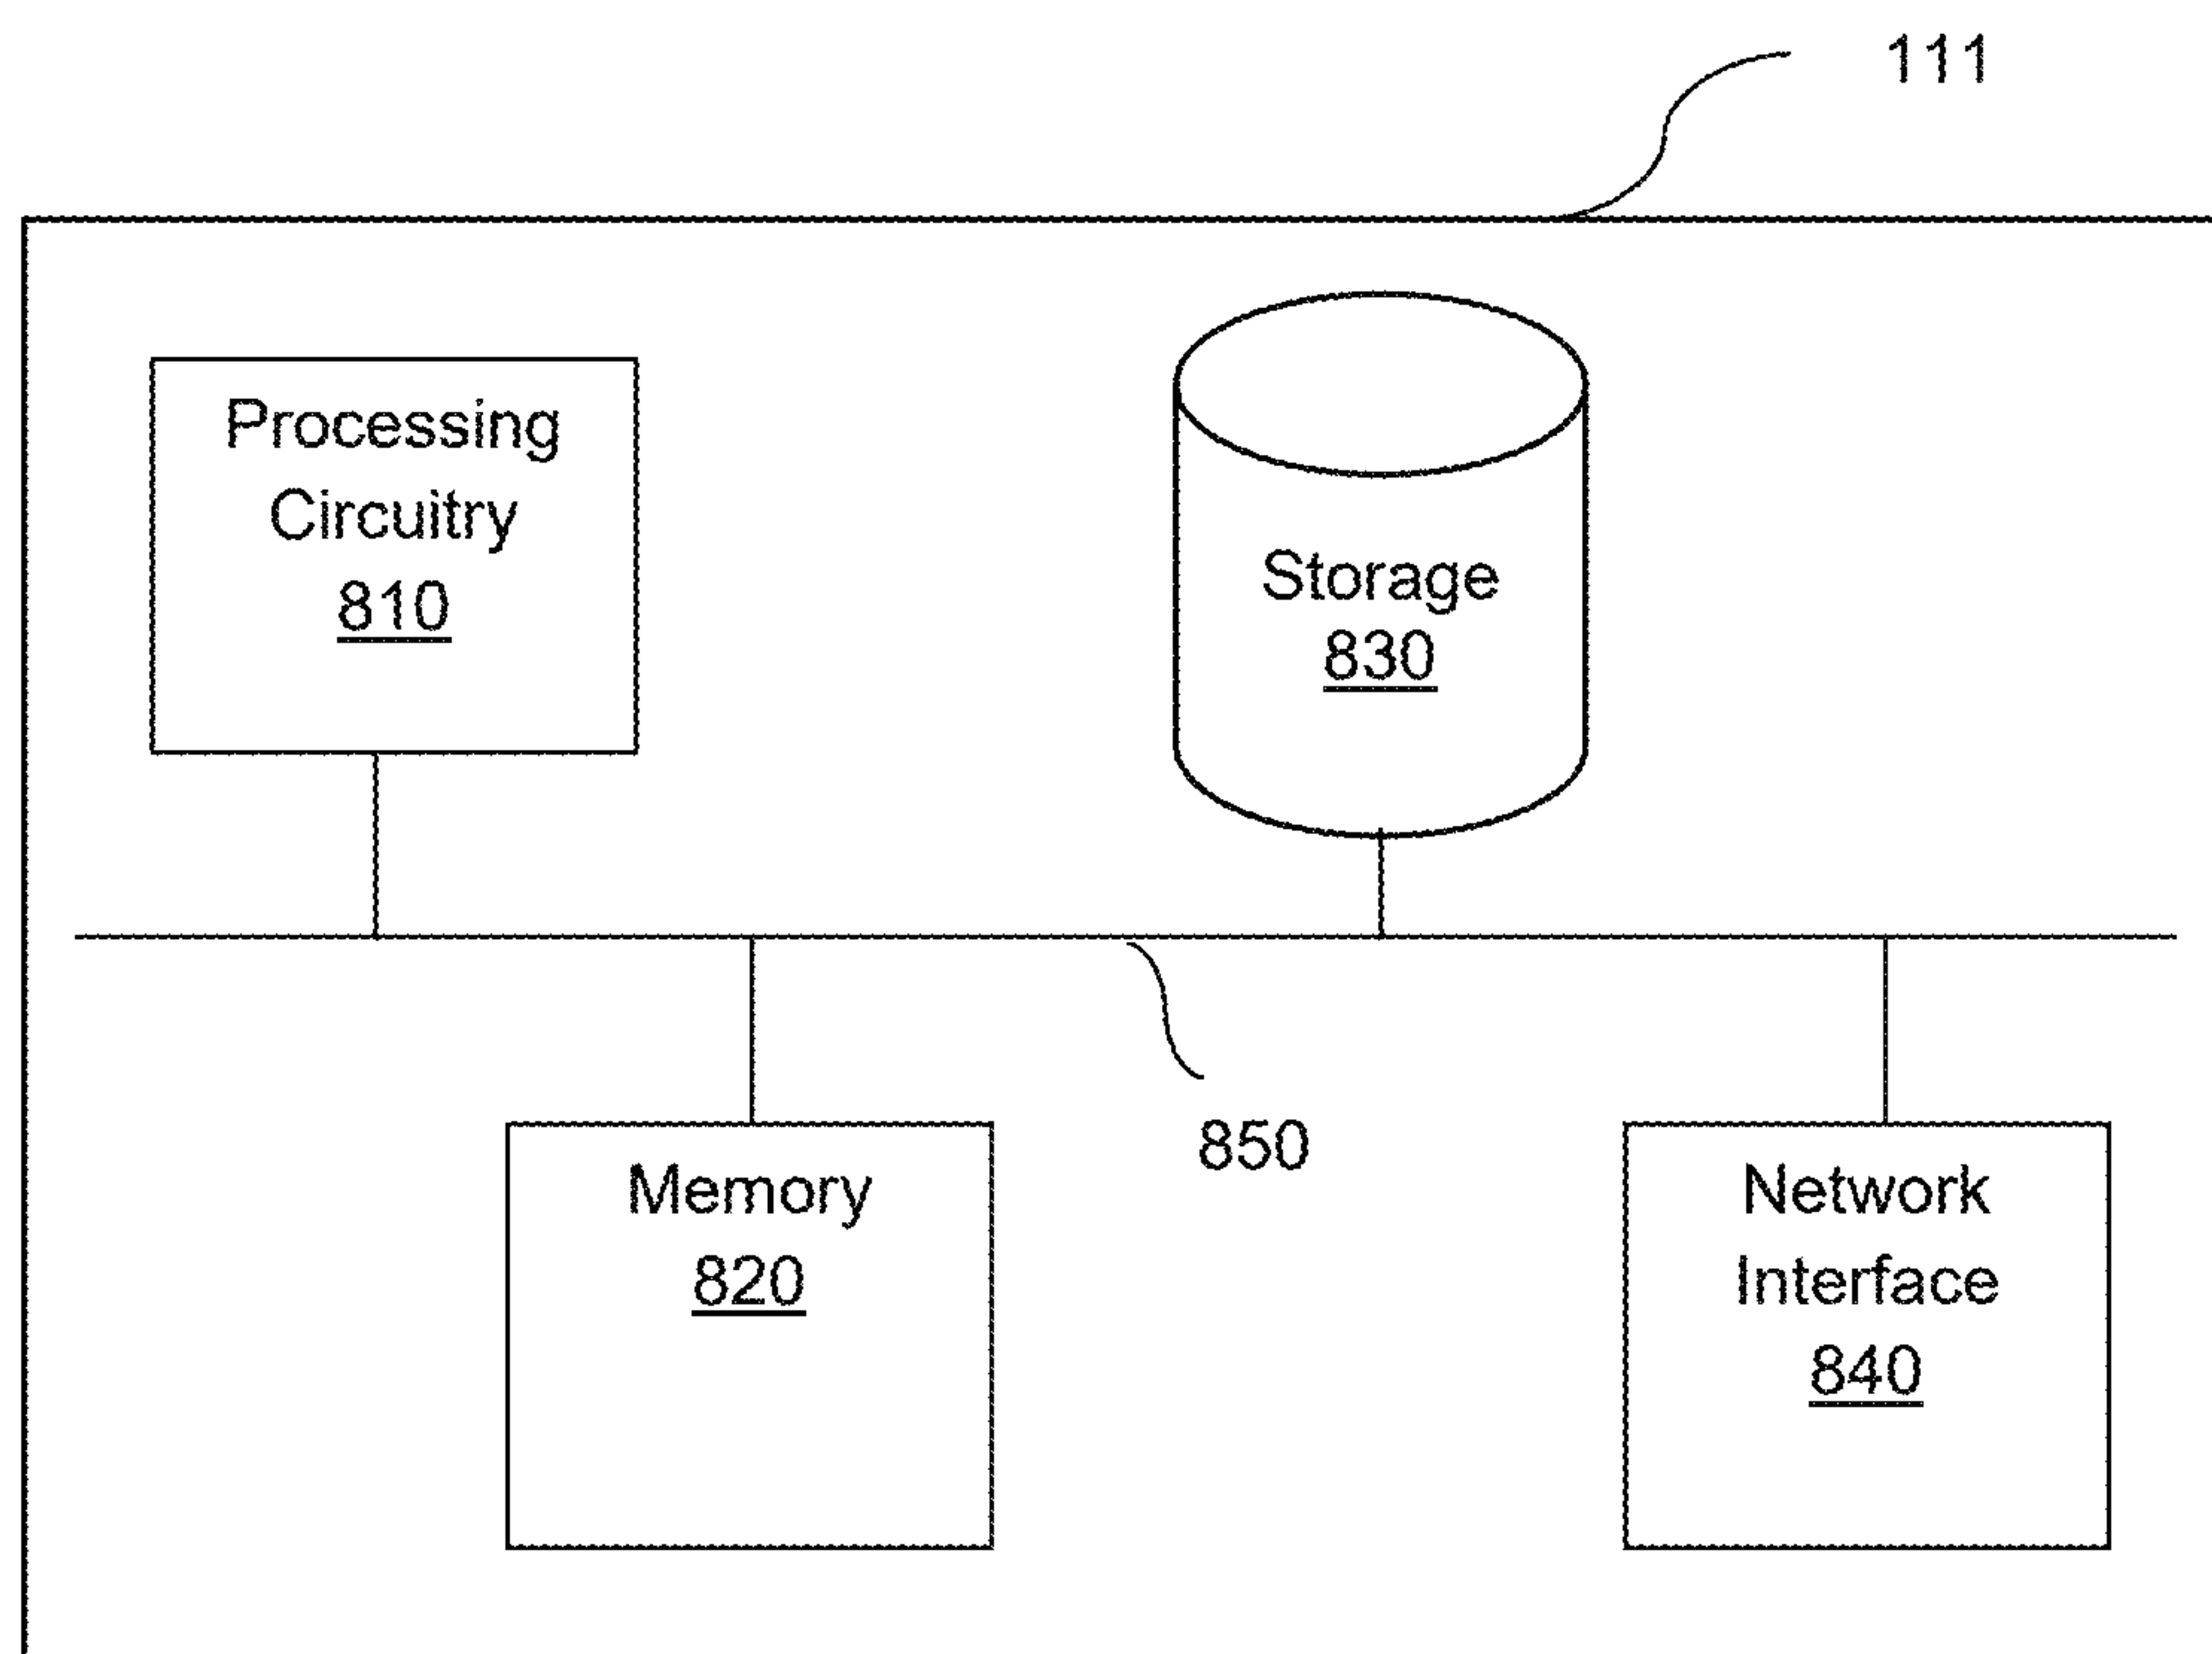 111
Processing
Circuitry
810
Storage
830
850
Memory
820
Network
Interface
840